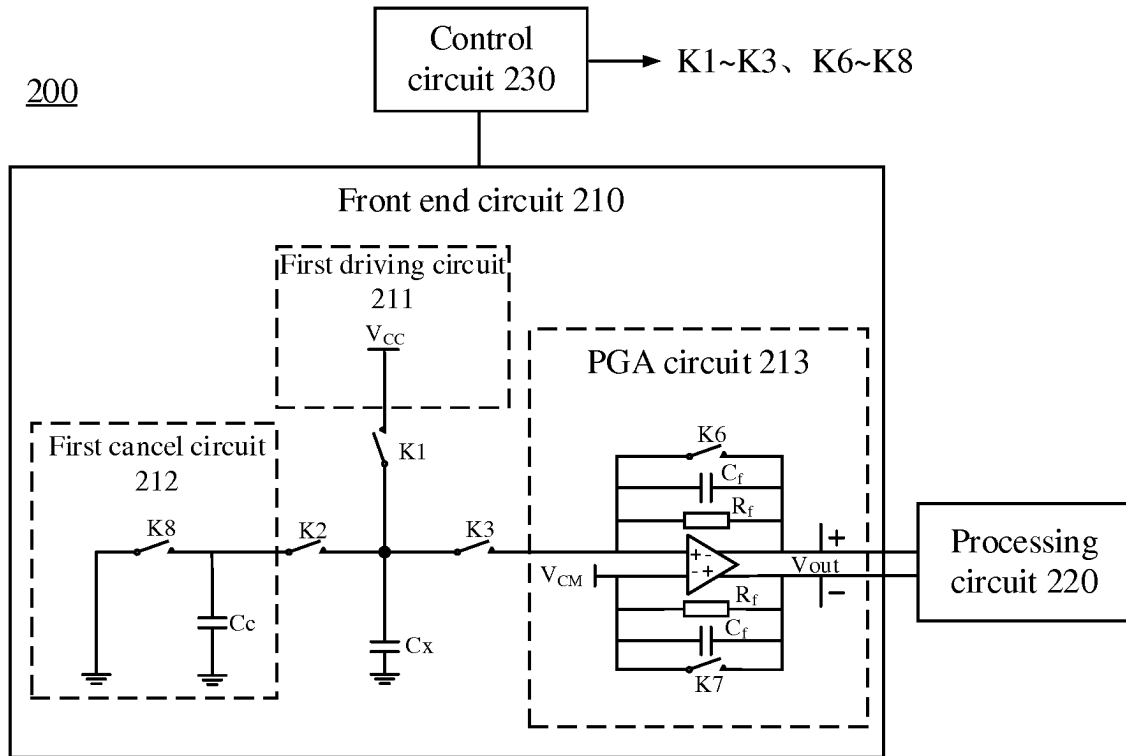 Control
circuit 230
K1~K3、K6~K8
200
Front end circuit 210
First driving circuit
211
V_CC
K1
First cancel circuit
212
K8
K2
K3
Cc
Cx
PGA circuit 213
K6
C_f
R_f
+ -
- +
V_CM
Vout
+
-
R_f
C_f
K7
Processing
circuit 220